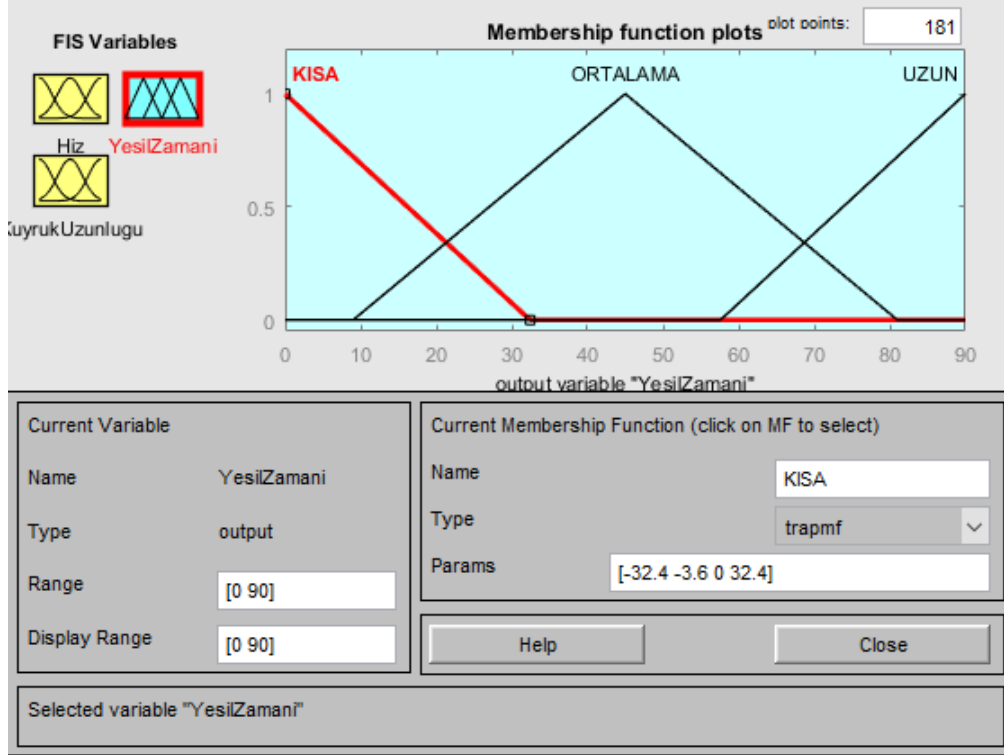 FIS Variables
Membership function plots plot points: 181
KISA ORTALAMA UZUN
1
0.5
0
0 10 20 30 40 50 60 70 80 90
output variable "YesilZamani"
Hiz YesilZamani
KuyrukUzunlugu
Current Variable
Name YesilZamani
Type output
Range [0 90]
Display Range [0 90]
Current Membership Function (click on MF to select)
Name KISA
Type trapmf
Params [-32.4 -3.6 0 32.4]
Help Close
Selected variable "YesilZamani"